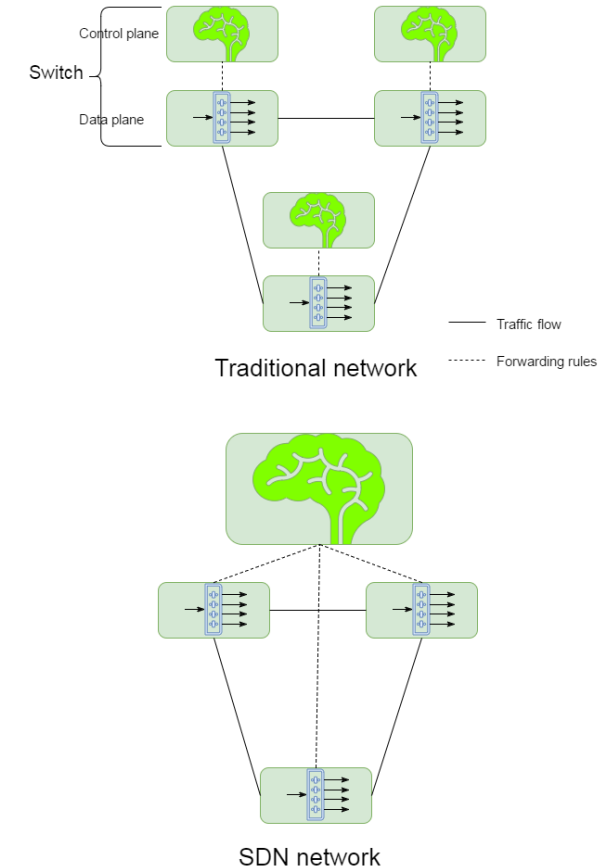 Control plane
Switch
Data plane
Traffic flow
Forwarding rules
Traditional network
SDN network